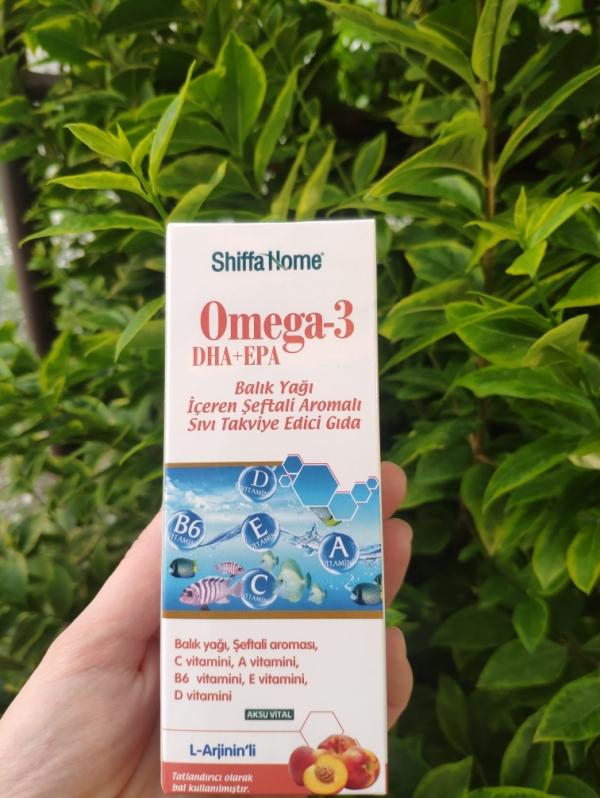 Shiffa Home
Omega-3
DHA+EPA
Balık Yağı
İçeren Şeftali Aromalı
Sıvı Takviye Edici Gıda
D
VİTAMİN
B6
VİTAMİN
E
VİTAMİN
A
VİTAMİN
C
VİTAMİN
Balık yağı, Şeftali aroması,
C vitamini, A vitamini,
B6 vitamini, E vitamini,
D vitamini
AKSU VİTAL
L-Arjinin'li
Tatlandırıcı olarak
bal kullanılmıştır.